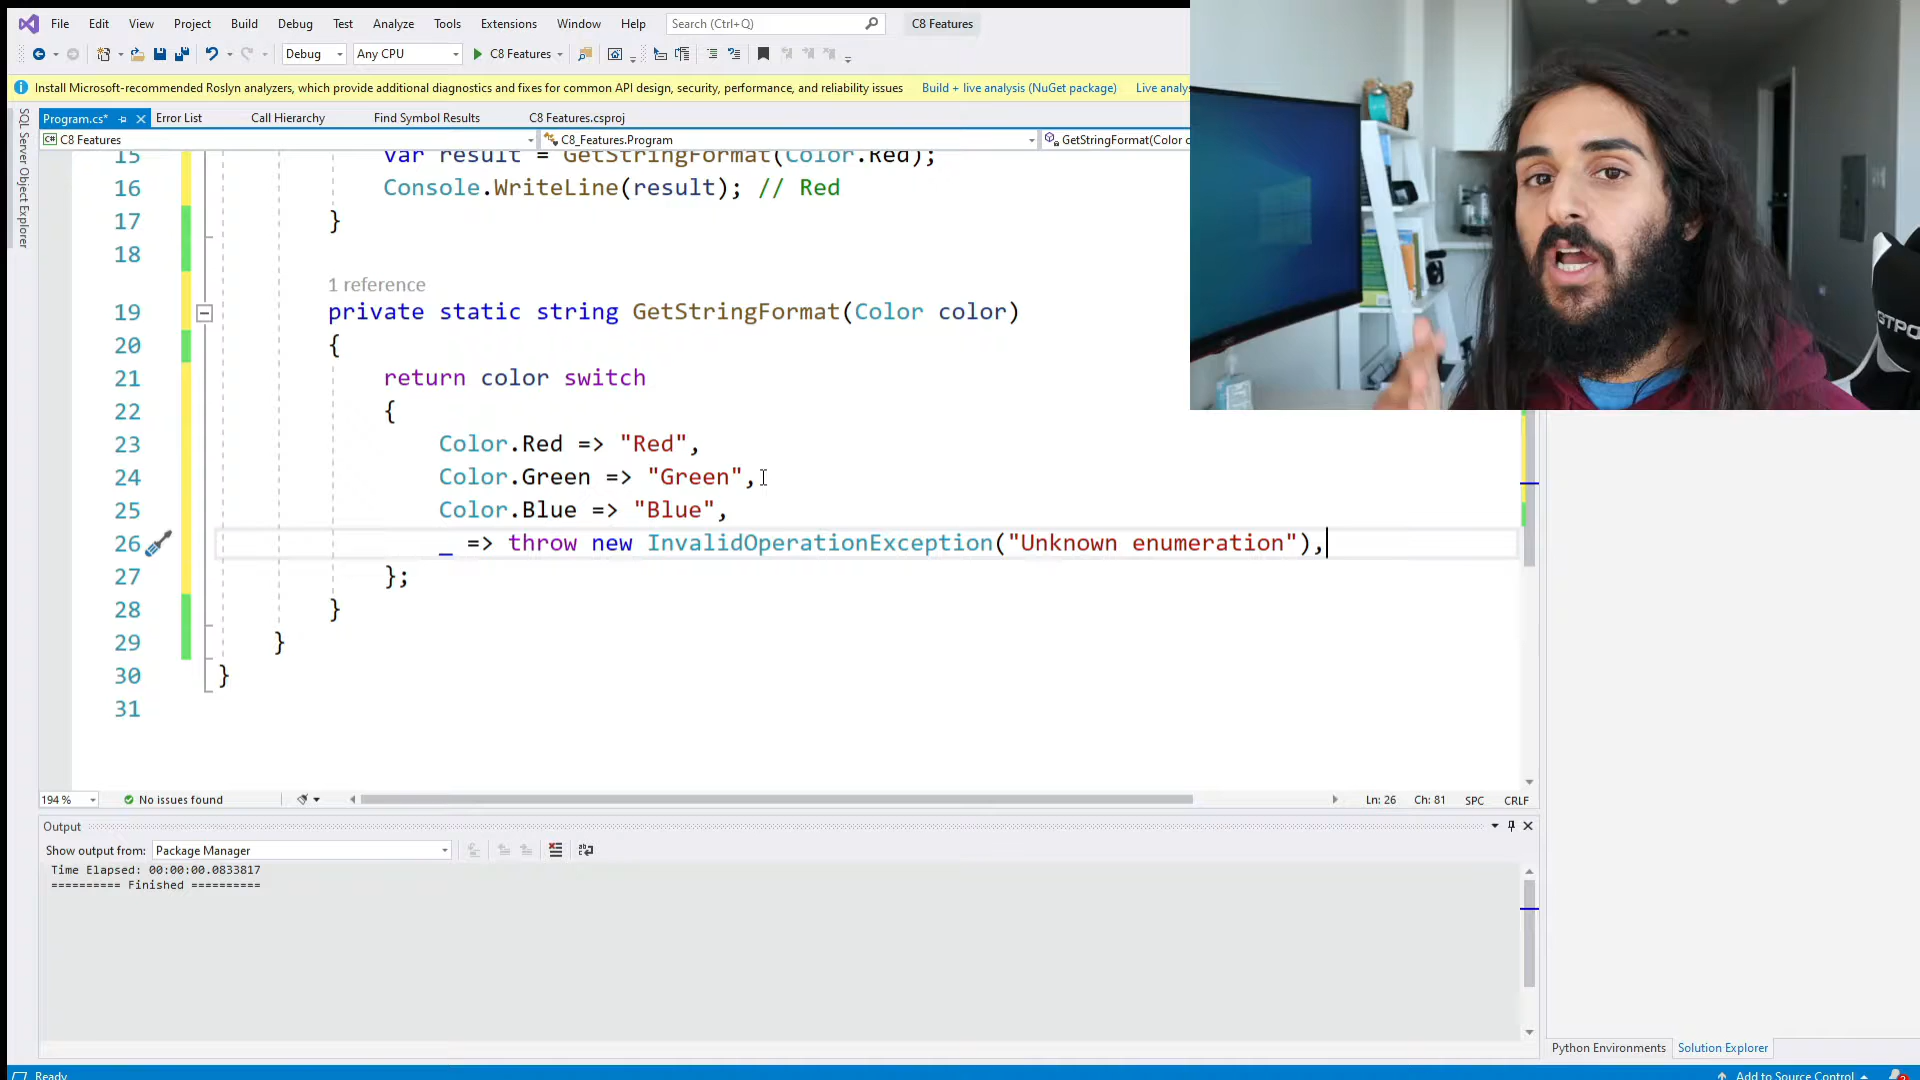 File Edit View Project Build Debug Test Analyze Tools Extensions Window Help Search (Ctrl+Q) C8 Features
Debug Any CPU C8 Features
Install Microsoft-recommended Roslyn analyzers, which provide additional diagnostics and fixes for common API design, security, performance, and reliability issues Build + live analysis (NuGet package) Live analy
SQL Server Object Explorer
Program.cs* Error List Call Hierarchy Find Symbol Results C8 Features.csproj
C# C8 Features C8_Features.Program GetStringFormat(Color c
15 var result = GetStringFormat(Color.Red);
16 Console.WriteLine(result); // Red
17 }
18
1 reference
19 private static string GetStringFormat(Color color)
20 {
21 return color switch
22 {
23 Color.Red => "Red",
24 Color.Green => "Green",
25 Color.Blue => "Blue",
26 _ => throw new InvalidOperationException("Unknown enumeration"),
27 };
28 }
29 }
30 }
31
194 % No issues found Ln: 26 Ch: 81 SPC CRLF
Output
Show output from: Package Manager
Time Elapsed: 00:00:00.0833817
========== Finished ==========
Python Environments Solution Explorer
Ready Add to Source Control
GTPO